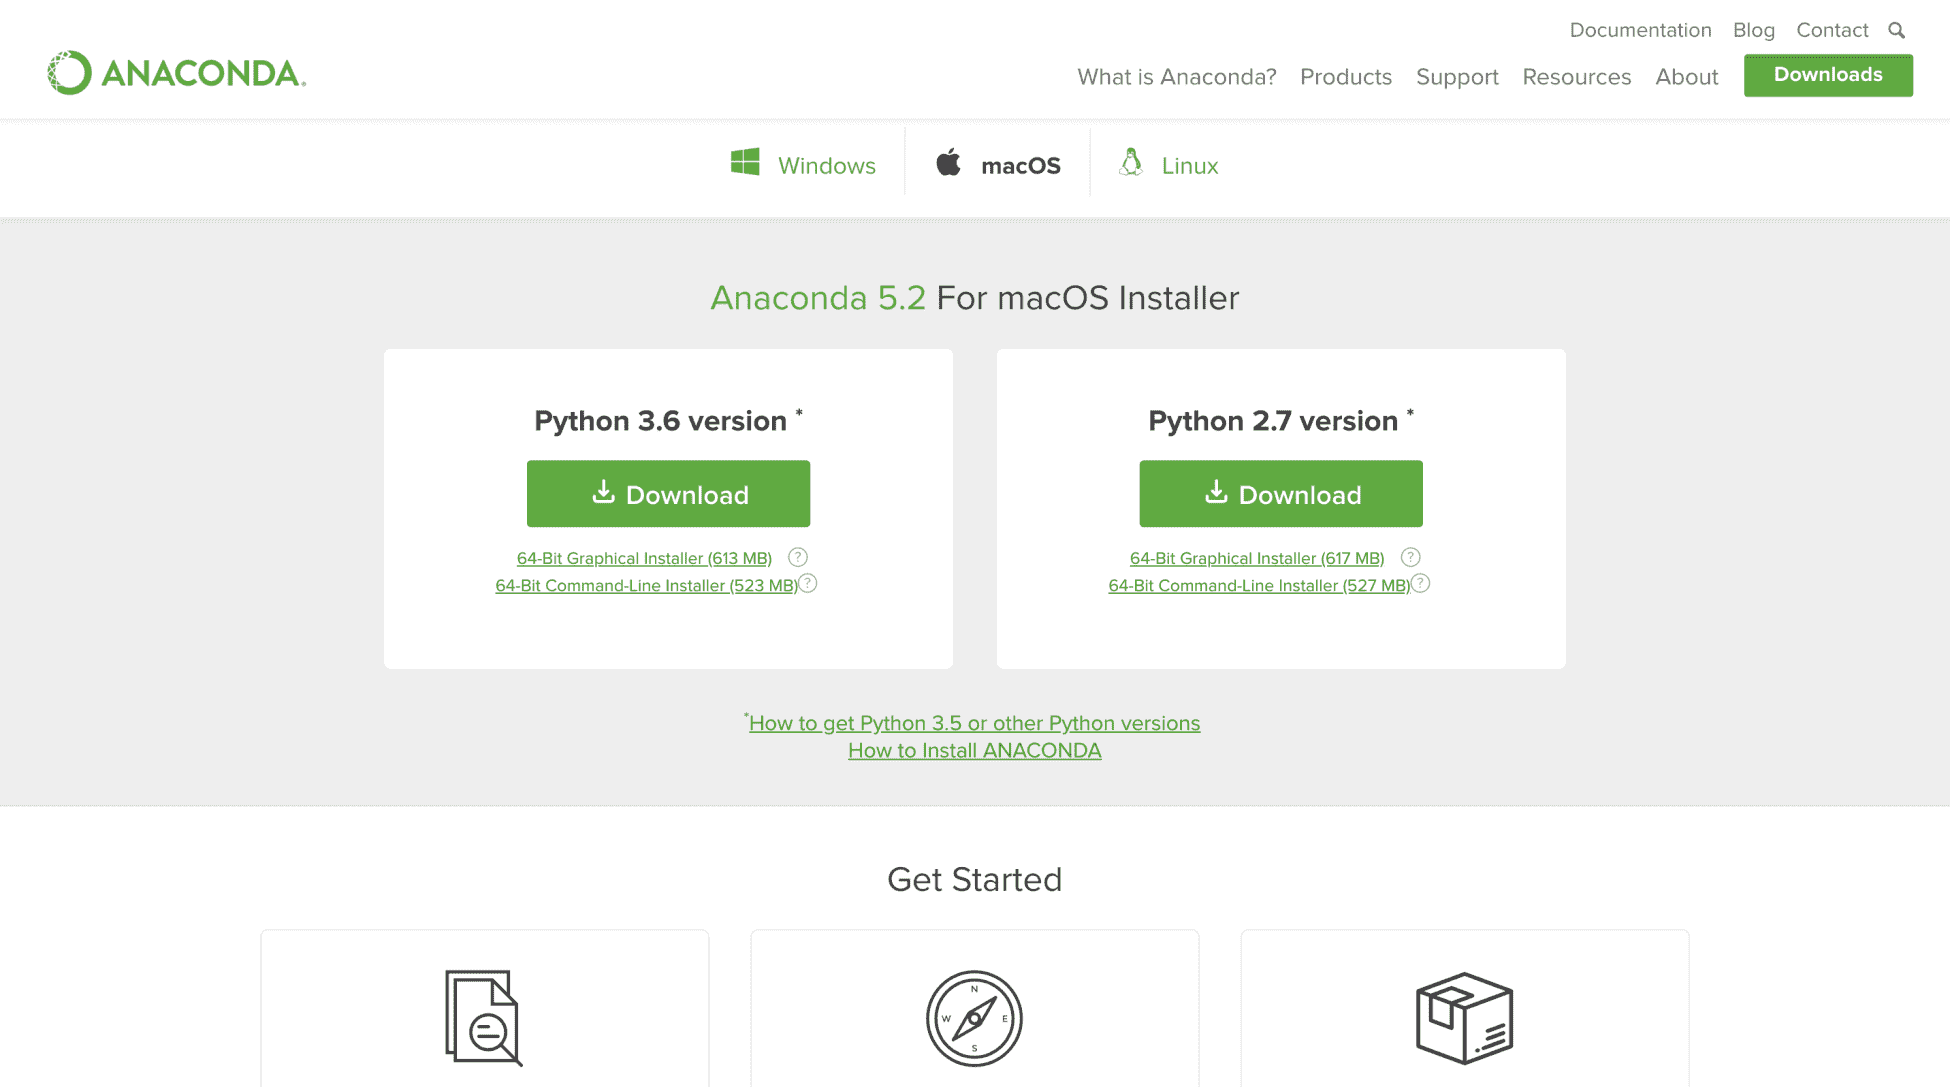 Documentation Blog Contact
ANACONDA.
What is Anaconda? Products Support Resources About Downloads
Windows macOS Linux
Anaconda 5.2 For macOS Installer
Python 3.6 version *
Download
64-Bit Graphical Installer (613 MB) ?
64-Bit Command-Line Installer (523 MB) ?
Python 2.7 version *
Download
64-Bit Graphical Installer (617 MB) ?
64-Bit Command-Line Installer (527 MB) ?
*How to get Python 3.5 or other Python versions
How to Install ANACONDA
Get Started
N
W E
S